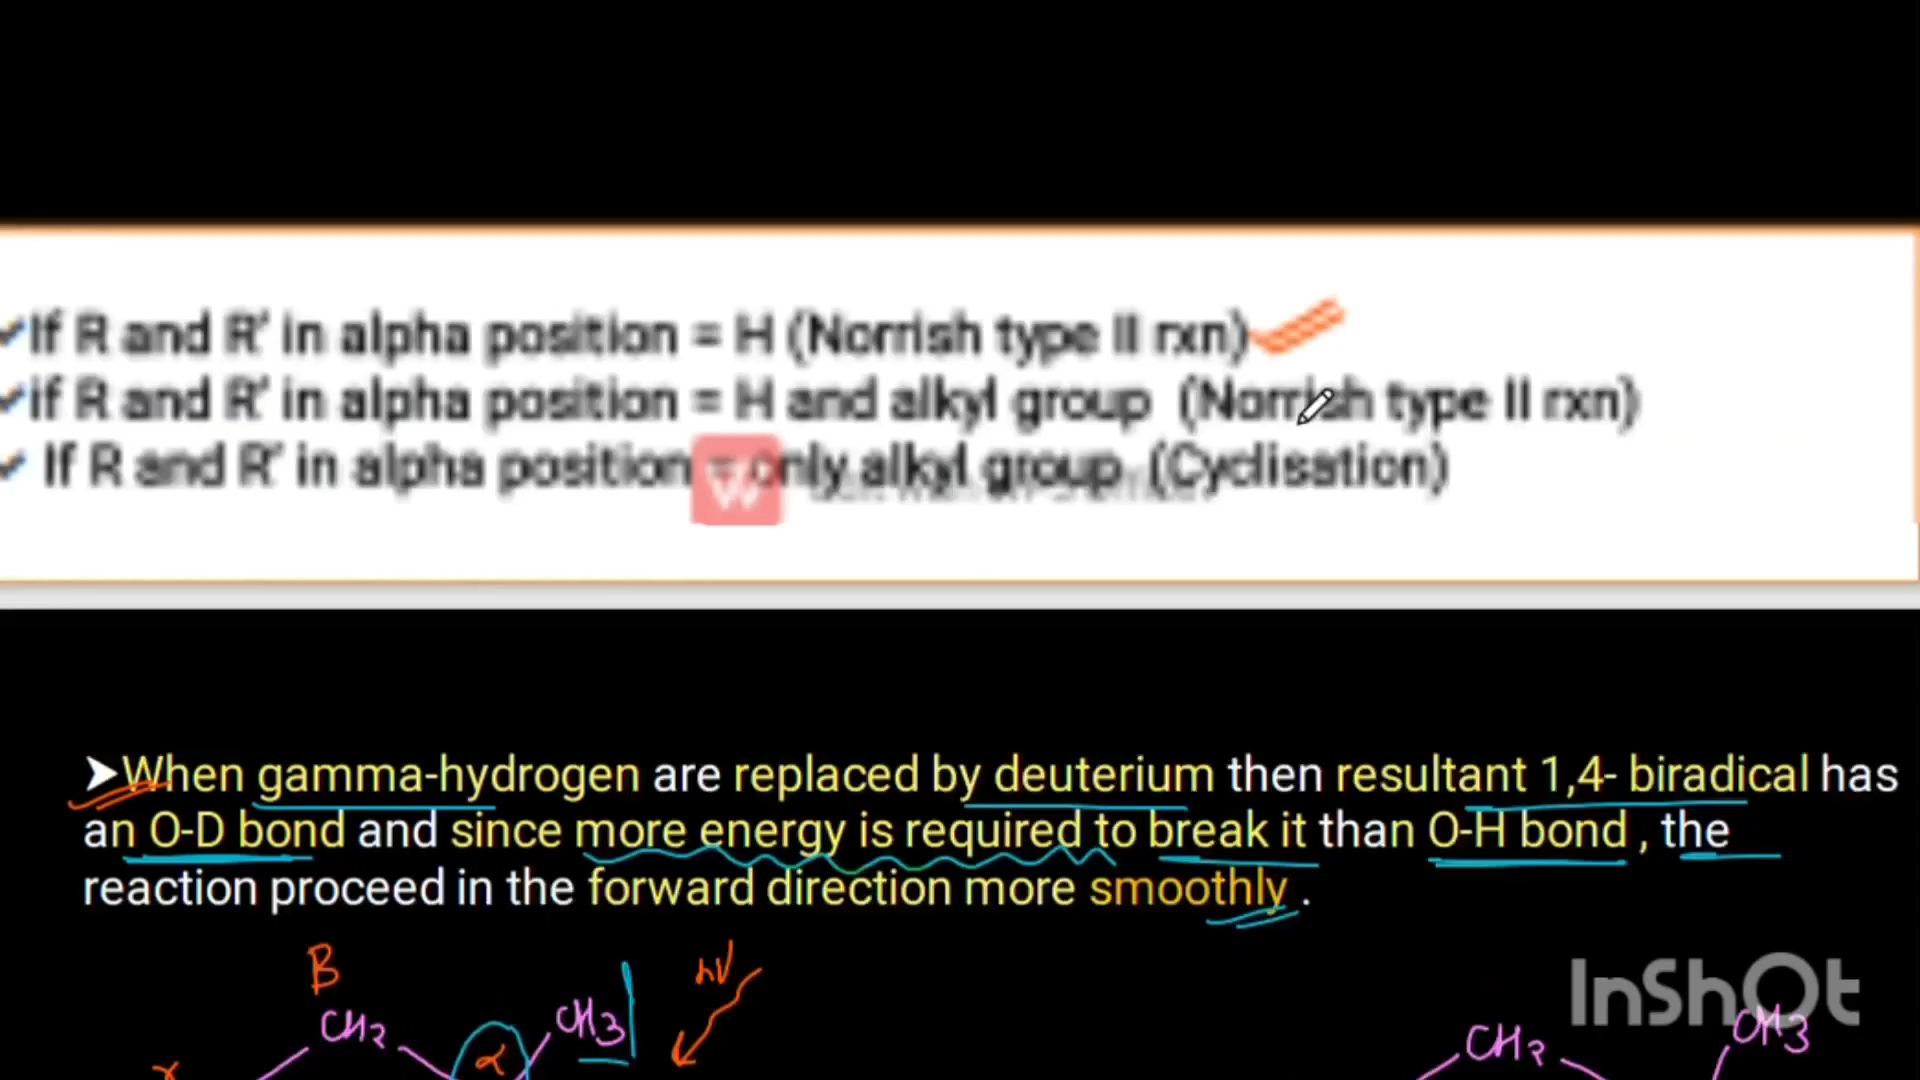 If R and R' in alpha position = H (Norrish type II rxn)
if R and R' in alpha position = H and alkyl group (Norrish type II rxn)
If R and R' in alpha position = only alkyl group (Cyclisation)
W
➤When gamma-hydrogen are replaced by deuterium then resultant 1,4- biradical has
an O-D bond and since more energy is required to break it than O-H bond , the
reaction proceed in the forward direction more smoothly .
B
hν
CH2
CH3
α
InShOt
CH2
CH3